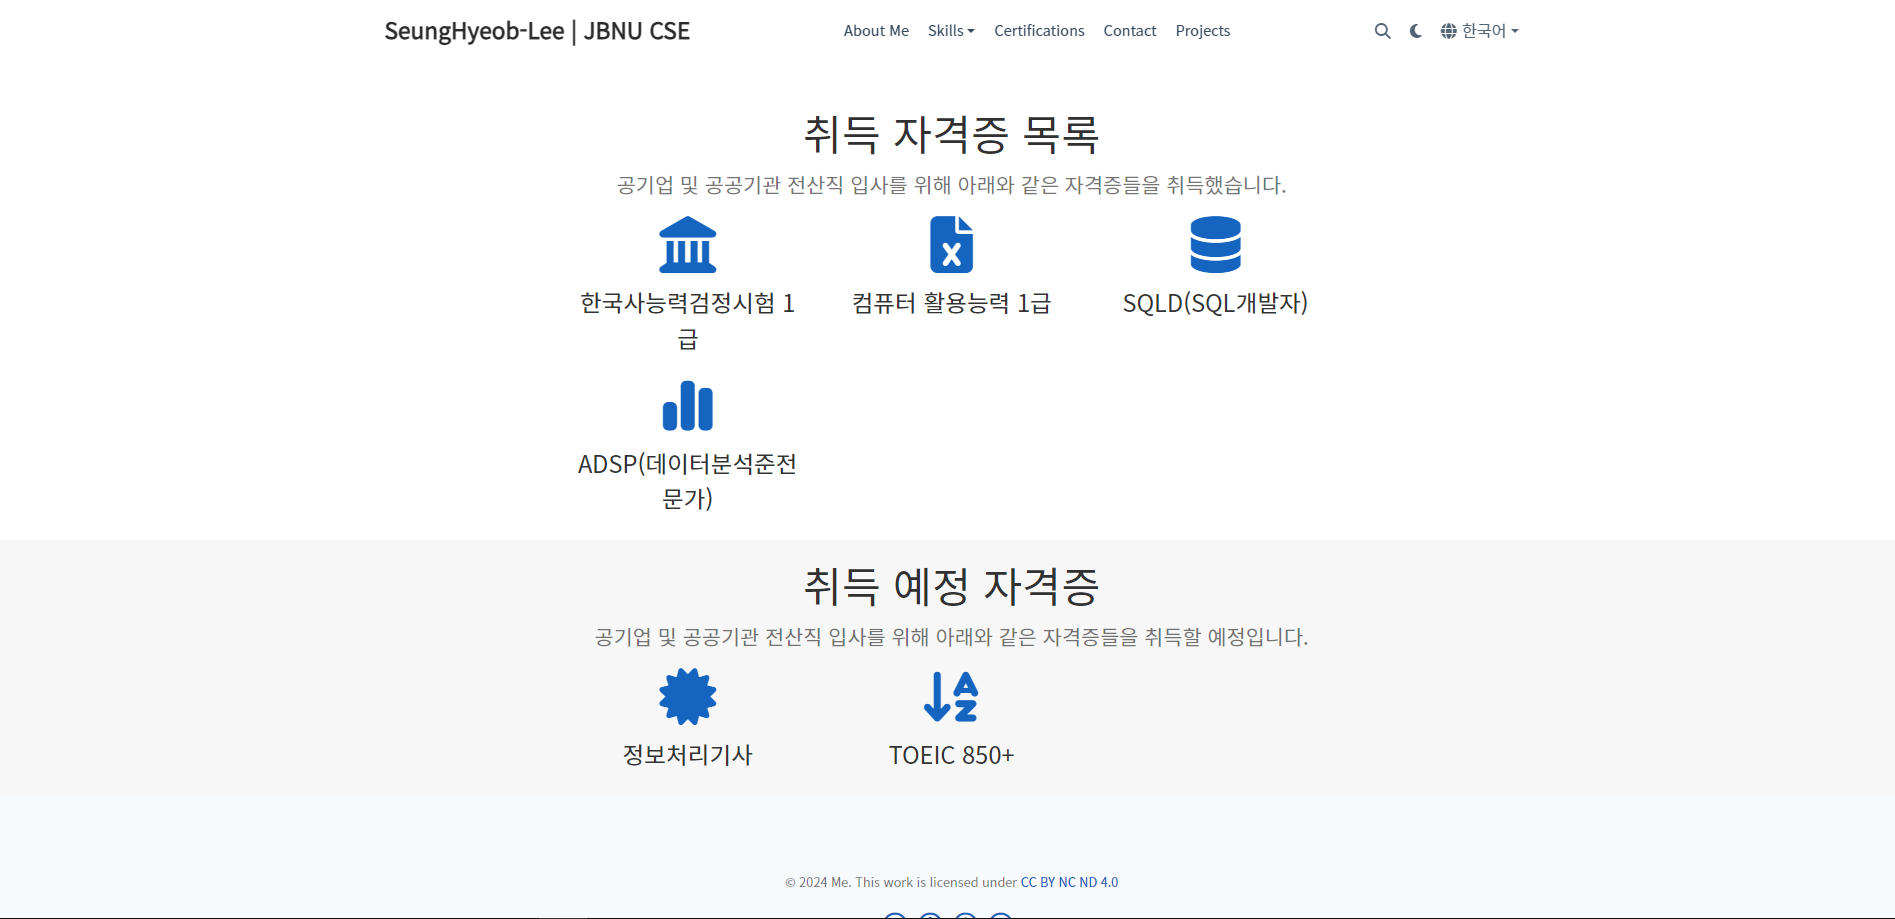 SeungHyeob-Lee | JBNU CSE
About Me Skills Certifications Contact Projects
한국어
취득 자격증 목록
공기업 및 공공기관 전산직 입사를 위해 아래와 같은 자격증들을 취득했습니다.
한국사능력검정시험 1
급
컴퓨터 활용능력 1급
SQLD(SQL개발자)
ADSP(데이터분석준전
문가)
취득 예정 자격증
공기업 및 공공기관 전산직 입사를 위해 아래와 같은 자격증들을 취득할 예정입니다.
정보처리기사
TOEIC 850+
© 2024 Me. This work is licensed under CC BY NC ND 4.0